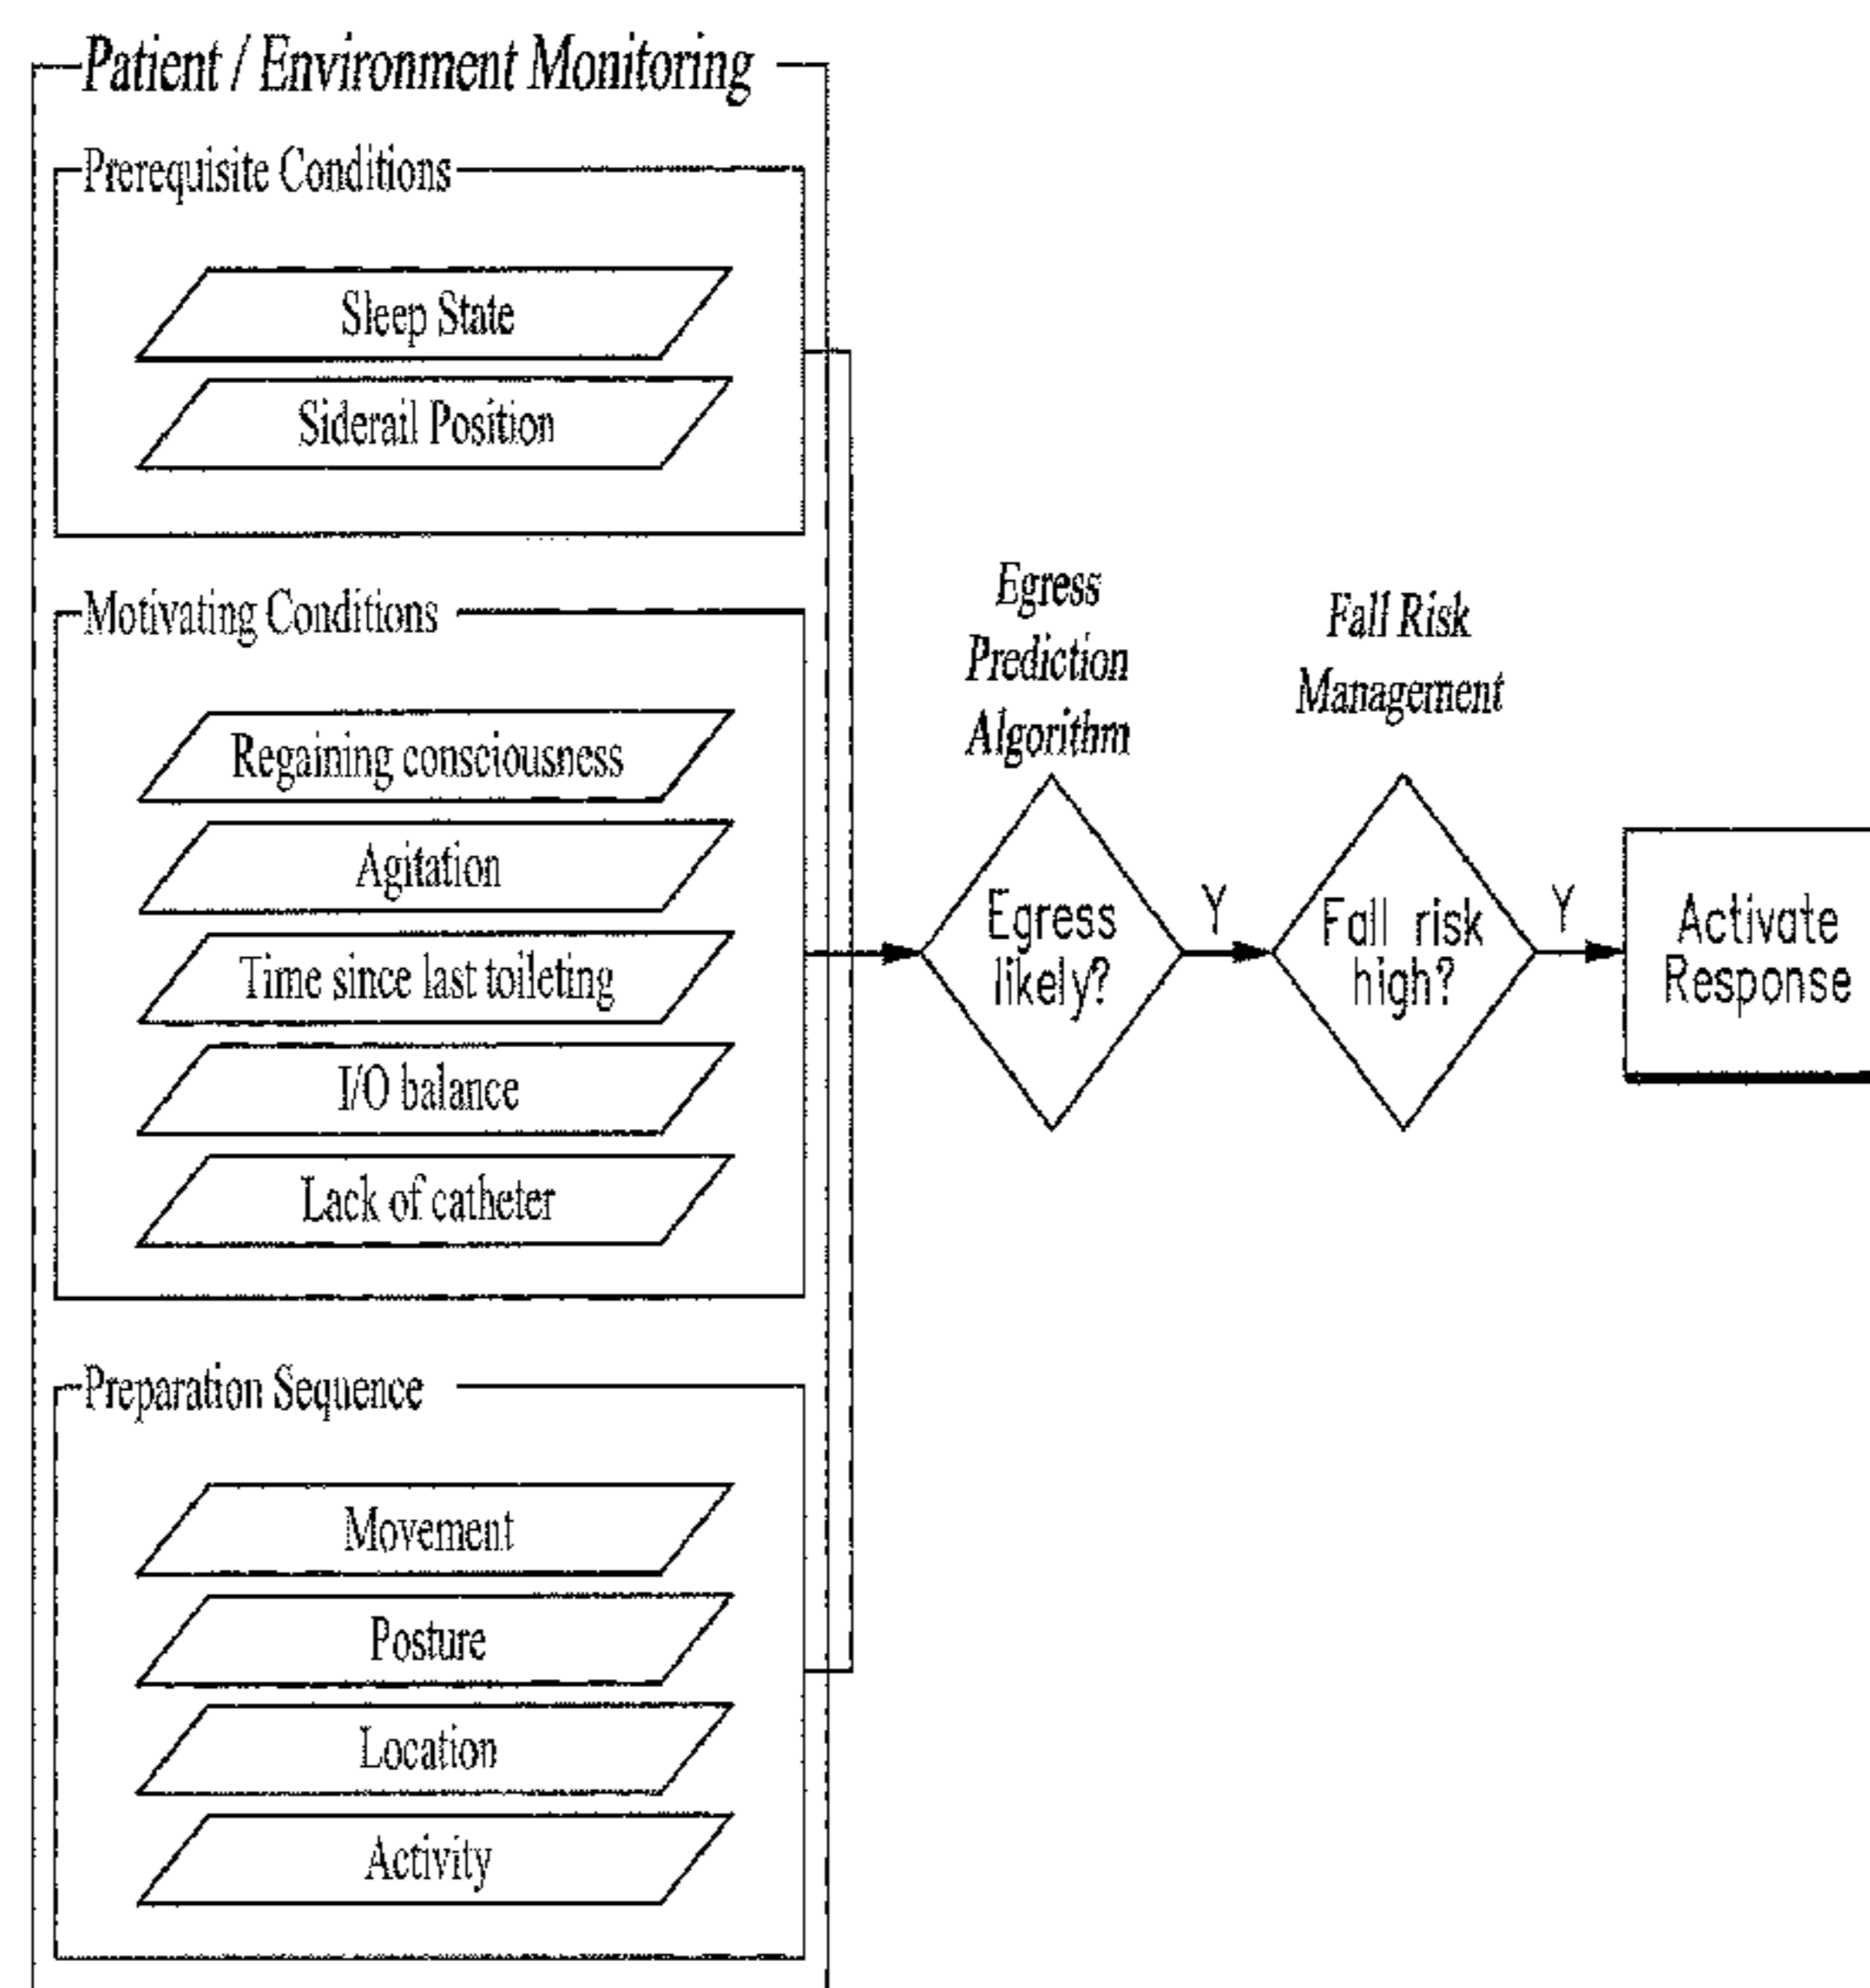 Patient / Environment Monitoring
Prerequisite Conditions
Sleep State
Siderail Position
Motivating Conditions
Regaining consciousness
Agitation
Time since last toileting
I/O balance
Lack of catheter
Preparation Sequence
Movement
Posture
Location
Activity
Egress
Prediction
Algorithm
Egress
likely?
Y
Fall Risk
Management
Fall risk
high?
Y
Activate
Response